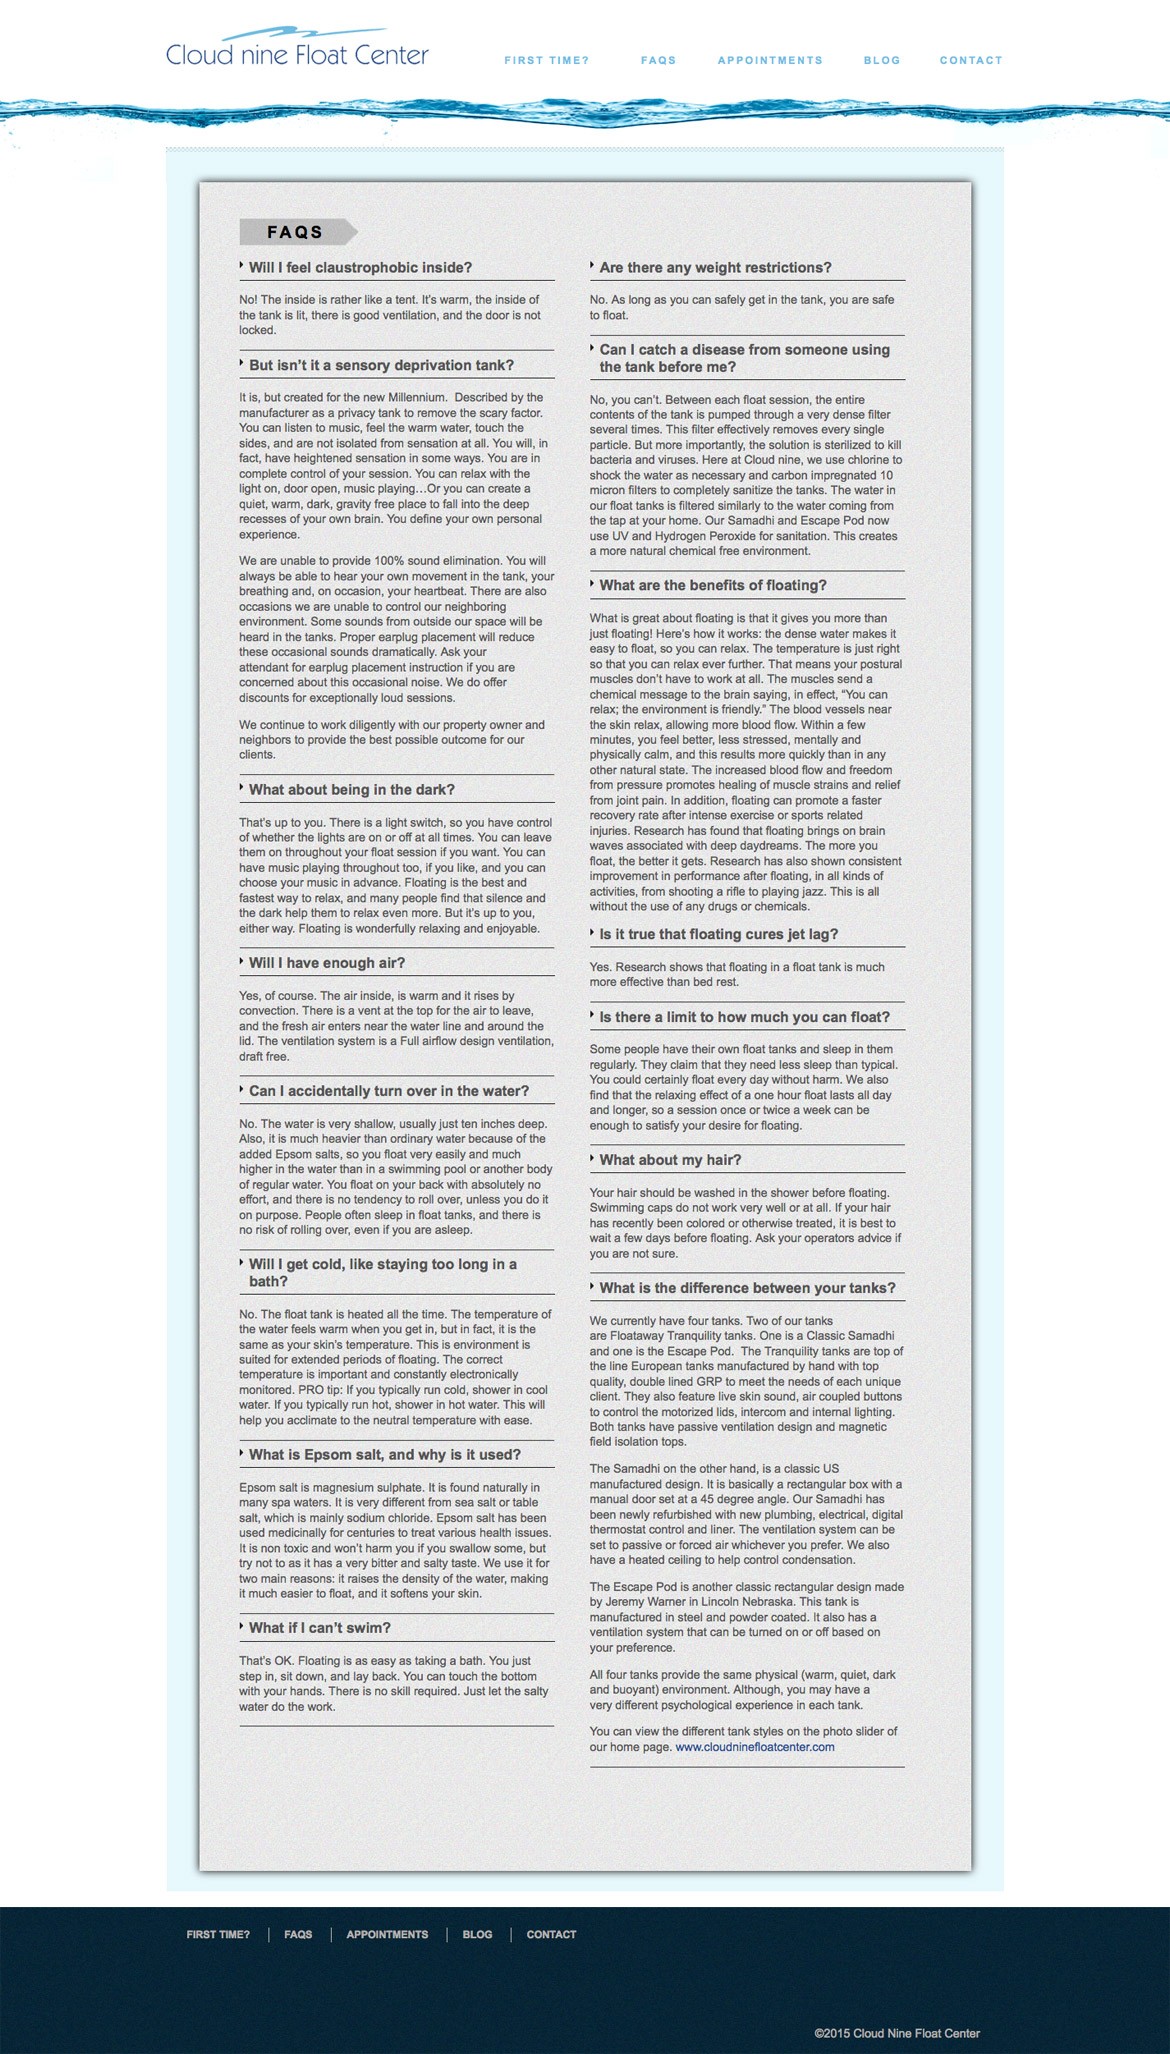 Cloud nine Float Center
FIRST TIME?
FAQS
APPOINTMENTS
BLOG
CONTACT
FAQS
Will I feel claustrophobic inside?
No! The inside is rather like a tent. It’s warm, the inside of
the tank is lit, there is good ventilation, and the door is not
locked.
But isn’t it a sensory deprivation tank?
It is, but created for the new Millennium.  Described by the
manufacturer as a privacy tank to remove the scary factor.
You can listen to music, feel the warm water, touch the
sides, and are not isolated from sensation at all. You will, in
fact, have heightened sensation in some ways. You are in
complete control of your session. You can relax with the
light on, door open, music playing…Or you can create a
quiet, warm, dark, gravity free place to fall into the deep
recesses of your own brain. You define your own personal
experience.
We are unable to provide 100% sound elimination. You will
always be able to hear your own movement in the tank, your
breathing and, on occasion, your heartbeat. There are also
occasions we are unable to control our neighboring
environment. Some sounds from outside our space will be
heard in the tanks. Proper earplug placement will reduce
these occasional sounds dramatically. Ask your
attendant for earplug placement instruction if you are
concerned about this occasional noise. We do offer
discounts for exceptionally loud sessions.
We continue to work diligently with our property owner and
neighbors to provide the best possible outcome for our
clients.
What about being in the dark?
That’s up to you. There is a light switch, so you have control
of whether the lights are on or off at all times. You can leave
them on throughout your float session if you want. You can
have music playing throughout too, if you like, and you can
choose your music in advance. Floating is the best and
fastest way to relax, and many people find that silence and
the dark help them to relax even more. But it’s up to you,
either way. Floating is wonderfully relaxing and enjoyable.
Will I have enough air?
Yes, of course. The air inside, is warm and it rises by
convection. There is a vent at the top for the air to leave,
and the fresh air enters near the water line and around the
lid. The ventilation system is a Full airflow design ventilation,
draft free.
Can I accidentally turn over in the water?
No. The water is very shallow, usually just ten inches deep.
Also, it is much heavier than ordinary water because of the
added Epsom salts, so you float very easily and much
higher in the water than in a swimming pool or another body
of regular water. You float on your back with absolutely no
effort, and there is no tendency to roll over, unless you do it
on purpose. People often sleep in float tanks, and there is
no risk of rolling over, even if you are asleep.
Will I get cold, like staying too long in a
bath?
No. The float tank is heated all the time. The temperature of
the water feels warm when you get in, but in fact, it is the
same as your skin’s temperature. This is environment is
suited for extended periods of floating. The correct
temperature is important and constantly electronically
monitored. PRO tip: If you typically run cold, shower in cool
water. If you typically run hot, shower in hot water. This will
help you acclimate to the neutral temperature with ease.
What is Epsom salt, and why is it used?
Epsom salt is magnesium sulphate. It is found naturally in
many spa waters. It is very different from sea salt or table
salt, which is mainly sodium chloride. Epsom salt has been
used medicinally for centuries to treat various health issues.
It is non toxic and won’t harm you if you swallow some, but
try not to as it has a very bitter and salty taste. We use it for
two main reasons: it raises the density of the water, making
it much easier to float, and it softens your skin.
What if I can’t swim?
That’s OK. Floating is as easy as taking a bath. You just
step in, sit down, and lay back. You can touch the bottom
with your hands. There is no skill required. Just let the salty
water do the work.
Are there any weight restrictions?
No. As long as you can safely get in the tank, you are safe
to float.
Can I catch a disease from someone using
the tank before me?
No, you can’t. Between each float session, the entire
contents of the tank is pumped through a very dense filter
several times. This filter effectively removes every single
particle. But more importantly, the solution is sterilized to kill
bacteria and viruses. Here at Cloud nine, we use chlorine to
shock the water as necessary and carbon impregnated 10
micron filters to completely sanitize the tanks. The water in
our float tanks is filtered similarly to the water coming from
the tap at your home. Our Samadhi and Escape Pod now
use UV and Hydrogen Peroxide for sanitation. This creates
a more natural chemical free environment.
What are the benefits of floating?
What is great about floating is that it gives you more than
just floating! Here’s how it works: the dense water makes it
easy to float, so you can relax. The temperature is just right
so that you can relax ever further. That means your postural
muscles don’t have to work at all. The muscles send a
chemical message to the brain saying, in effect, “You can
relax; the environment is friendly.” The blood vessels near
the skin relax, allowing more blood flow. Within a few
minutes, you feel better, less stressed, mentally and
physically calm, and this results more quickly than in any
other natural state. The increased blood flow and freedom
from pressure promotes healing of muscle strains and relief
from joint pain. In addition, floating can promote a faster
recovery rate after intense exercise or sports related
injuries. Research has found that floating brings on brain
waves associated with deep daydreams. The more you
float, the better it gets. Research has also shown consistent
improvement in performance after floating, in all kinds of
activities, from shooting a rifle to playing jazz. This is all
without the use of any drugs or chemicals.
Is it true that floating cures jet lag?
Yes. Research shows that floating in a float tank is much
more effective than bed rest.
Is there a limit to how much you can float?
Some people have their own float tanks and sleep in them
regularly. They claim that they need less sleep than typical.
You could certainly float every day without harm. We also
find that the relaxing effect of a one hour float lasts all day
and longer, so a session once or twice a week can be
enough to satisfy your desire for floating.
What about my hair?
Your hair should be washed in the shower before floating.
Swimming caps do not work very well or at all. If your hair
has recently been colored or otherwise treated, it is best to
wait a few days before floating. Ask your operators advice if
you are not sure.
What is the difference between your tanks?
We currently have four tanks. Two of our tanks
are Floataway Tranquility tanks. One is a Classic Samadhi
and one is the Escape Pod.  The Tranquility tanks are top of
the line European tanks manufactured by hand with top
quality, double lined GRP to meet the needs of each unique
client. They also feature live skin sound, air coupled buttons
to control the motorized lids, intercom and internal lighting.
Both tanks have passive ventilation design and magnetic
field isolation tops.
The Samadhi on the other hand, is a classic US
manufactured design. It is basically a rectangular box with a
manual door set at a 45 degree angle. Our Samadhi has
been newly refurbished with new plumbing, electrical, digital
thermostat control and liner. The ventilation system can be
set to passive or forced air whichever you prefer. We also
have a heated ceiling to help control condensation.
The Escape Pod is another classic rectangular design made
by Jeremy Warner in Lincoln Nebraska. This tank is
manufactured in steel and powder coated. It also has a
ventilation system that can be turned on or off based on
your preference.
All four tanks provide the same physical (warm, quiet, dark
and buoyant) environment. Although, you may have a
very different psychological experience in each tank.
You can view the different tank styles on the photo slider of
our home page. www.cloudninefloatcenter.com
FIRST TIME?
FAQS
APPOINTMENTS
BLOG
CONTACT
©2015 Cloud Nine Float Center